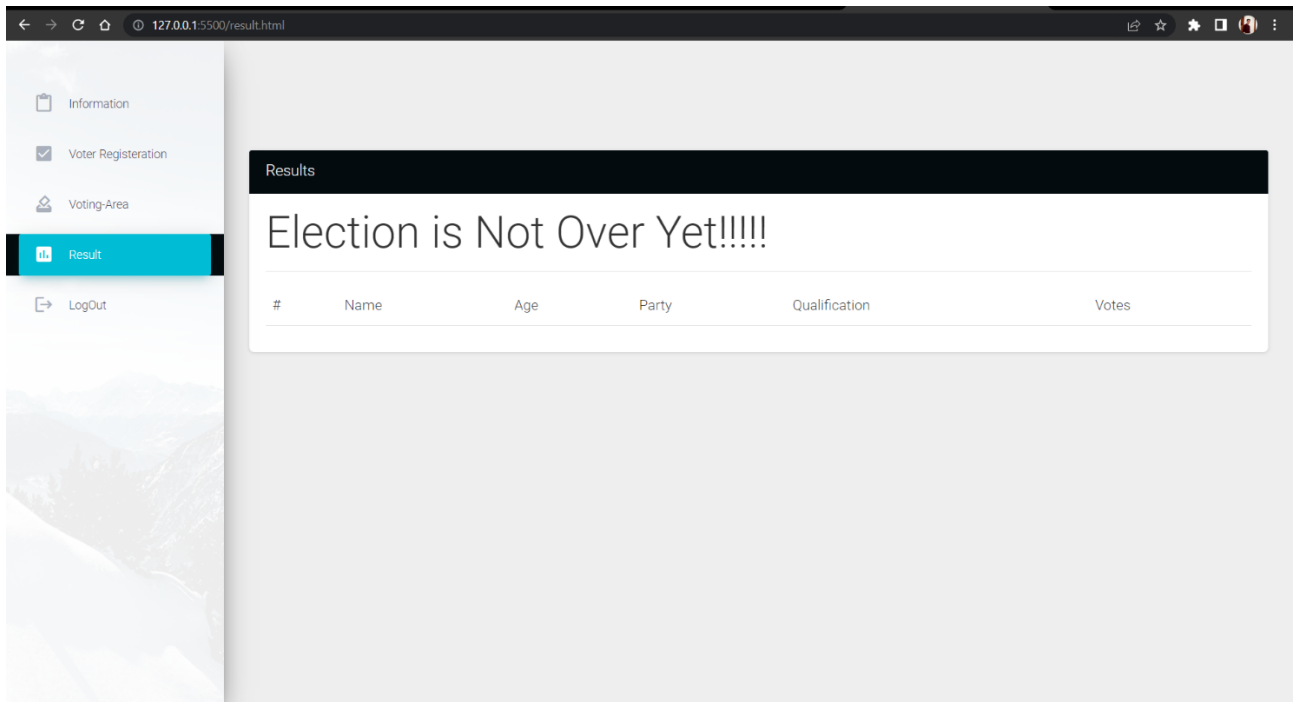 127.0.0.1:5500/result.html
Information
Voter Registeration
Voting-Area
Result
LogOut
Results
Election is Not Over Yet!!!!!
# Name Age Party Qualification Votes